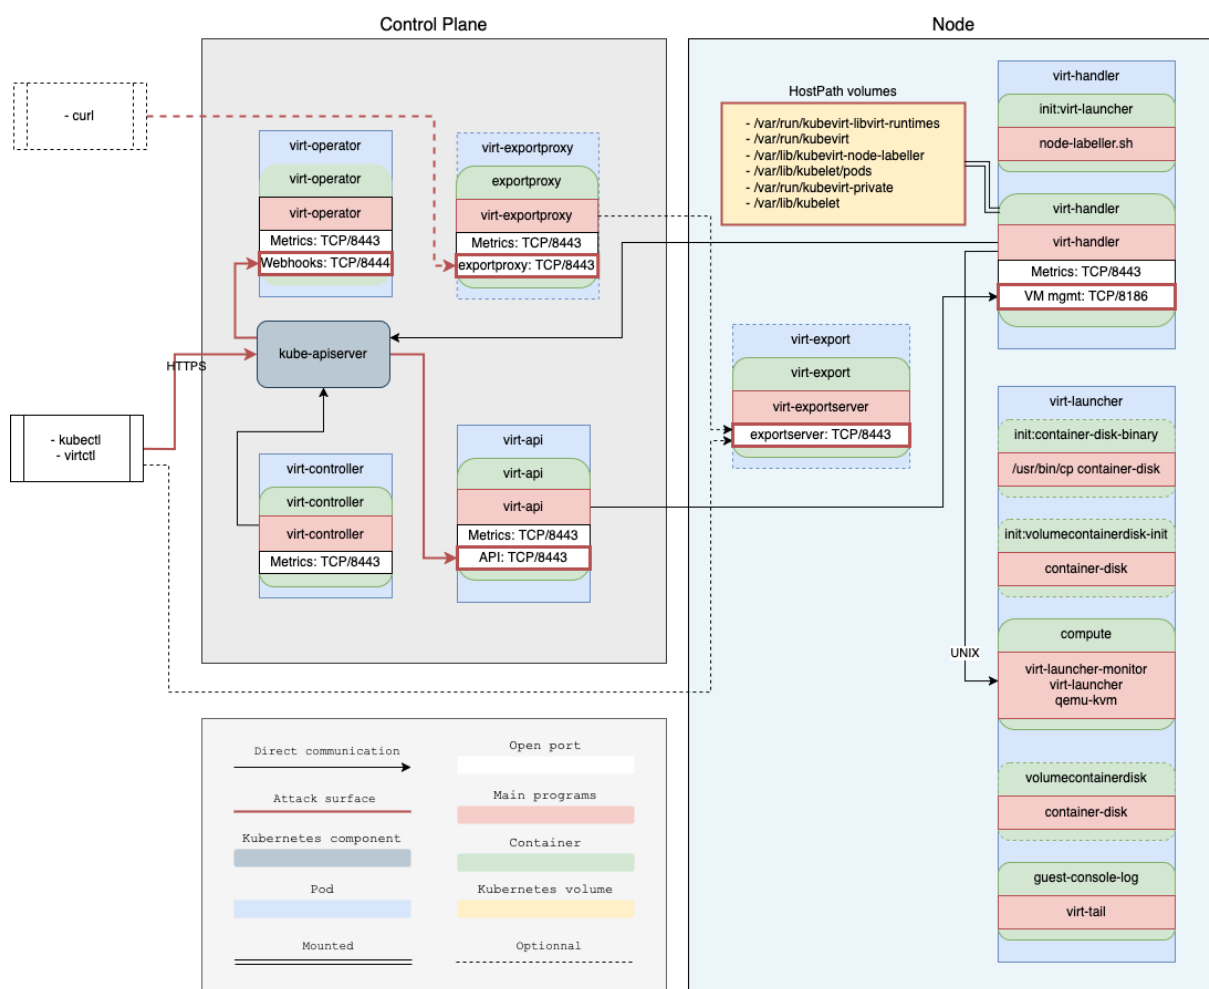 Control Plane
Node
- curl
virt-operator
virt-operator
virt-operator
Metrics: TCP/8443
Webhooks: TCP/8444
virt-exportproxy
exportproxy
virt-exportproxy
Metrics: TCP/8443
exportproxy: TCP/8443
kube-apiserver
HTTPS
- kubectl
- virtctl
virt-controller
virt-controller
virt-controller
Metrics: TCP/8443
virt-api
virt-api
virt-api
Metrics: TCP/8443
API: TCP/8443
HostPath volumes
- /var/run/kubevirt-libvirt-runtimes
- /var/run/kubevirt
- /var/lib/kubevirt-node-labeller
- /var/lib/kubelet/pods
- /var/run/kubevirt-private
- /var/lib/kubelet
virt-export
virt-export
virt-exportserver
exportserver: TCP/8443
virt-handler
init:virt-launcher
node-labeller.sh
virt-handler
virt-handler
Metrics: TCP/8443
VM mgmt: TCP/8186
UNIX
virt-launcher
init:container-disk-binary
/usr/bin/cp container-disk
init:volumecontainerdisk-init
container-disk
compute
virt-launcher-monitor
virt-launcher
qemu-kvm
volumecontainerdisk
container-disk
guest-console-log
virt-tail
Direct communication
Open port
Attack surface
Main programs
Kubernetes component
Container
Pod
Kubernetes volume
Mounted
Optionnal